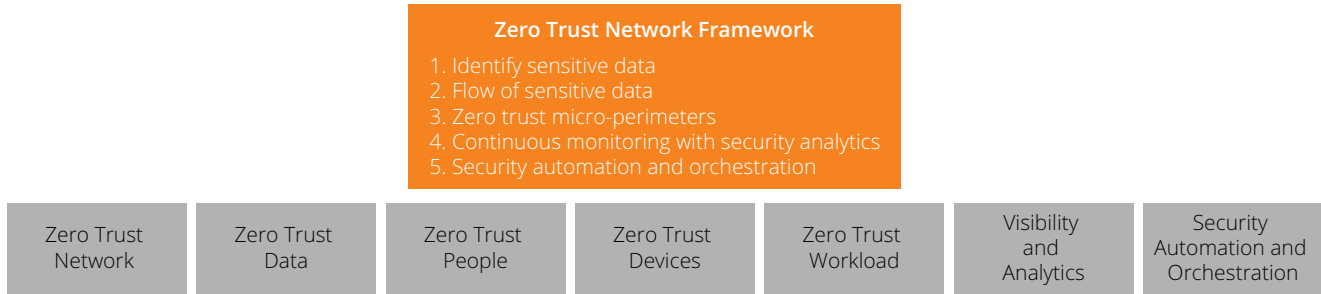 Zero Trust Network Framework
1. Identify sensitive data
2. Flow of sensitive data
3. Zero trust micro-perimeters
4. Continuous monitoring with security analytics
5. Security automation and orchestration
Zero Trust
Network
Zero Trust
Data
Zero Trust
People
Zero Trust
Devices
Zero Trust
Workload
Visibility
and
Analytics
Security
Automation and
Orchestration